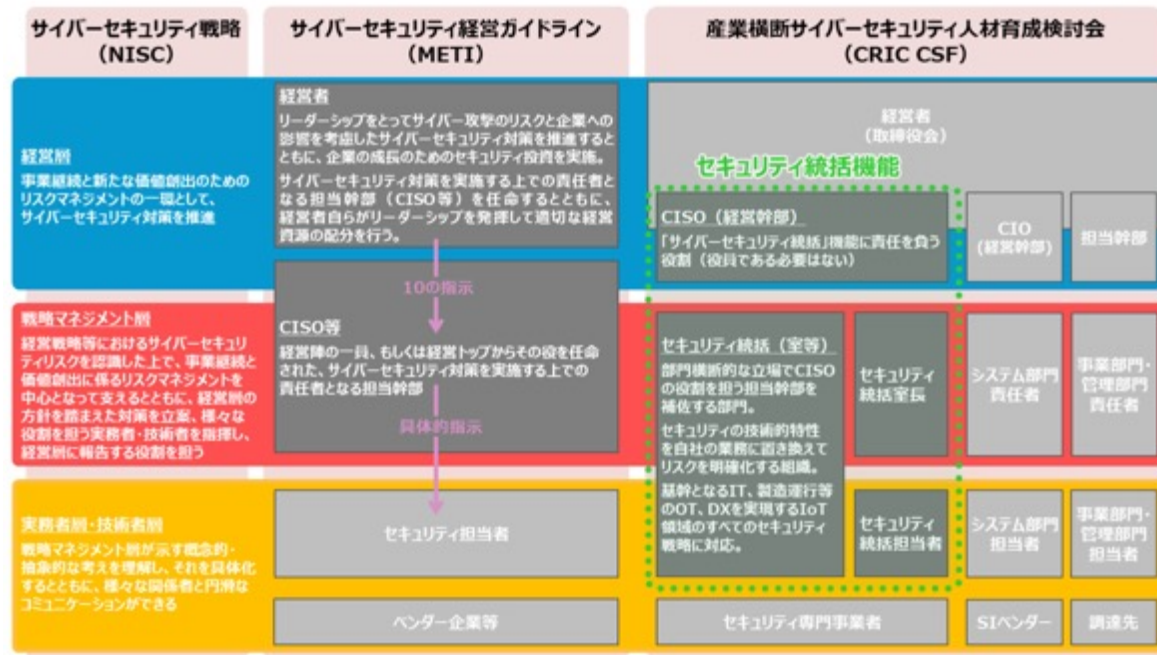 サイバーセキュリティ戦略
（NISC）
サイバーセキュリティ経営ガイドライン
（METI）
産業横断サイバーセキュリティ人材育成検討会
（CRIC CSF）
経営層
事業継続と新たな価値創出のための
リスクマネジメントの一環として、
サイバーセキュリティ対策を推進
経営者
リーダーシップをとってサイバー攻撃のリスクと企業への
影響を考慮したサイバーセキュリティ対策を推進すると
ともに、企業の成長のためのセキュリティ投資を実施。
サイバーセキュリティ対策を実施する上での責任者と
なる担当幹部（CISO等）を任命するとともに、
経営者自らがリーダーシップを発揮して適切な経営
資源の配分を行う。
経営者
（取締役会）
セキュリティ統括機能
CISO（経営幹部）
「サイバーセキュリティ統括」機能に責任を負う
役割（役員である必要はない）
CIO
（経営幹部）
担当幹部
10の指示
戦略マネジメント層
経営戦略等におけるサイバーセキュリ
ティリスクを認識した上で、事業継続と
価値創出に係るリスクマネジメントを
中心となって支えるとともに、経営層の
方針を踏まえた対策を立案、様々な
役割を担う実務者・技術者を指揮し、
経営層に報告する役割を担う
CISO等
経営陣の一員、もしくは経営トップからその役を任命
された、サイバーセキュリティ対策を実施する上での
責任者となる担当幹部
具体的指示
セキュリティ統括（室等）
部門横断的な立場でCISO
の役割を担う担当幹部を
補佐する部門。
セキュリティの技術的特性
を自社の業務に置き換えて
リスクを明確化する組織。
基幹となるIT、製造運行等
のOT、DXを実現するIoT
領域のすべてのセキュリティ
戦略に対応。
セキュリティ
統括室長
システム部門
責任者
事業部門・
管理部門
責任者
実務者層・技術者層
戦略マネジメント層が示す概念的・
抽象的な考えを理解し、それを具体化
するとともに、様々な関係者と円滑な
コミュニケーションができる
セキュリティ担当者
セキュリティ
統括担当者
システム部門
担当者
事業部門・
管理部門
担当者
ベンダー企業等
セキュリティ専門事業者
SIベンダー
調達先